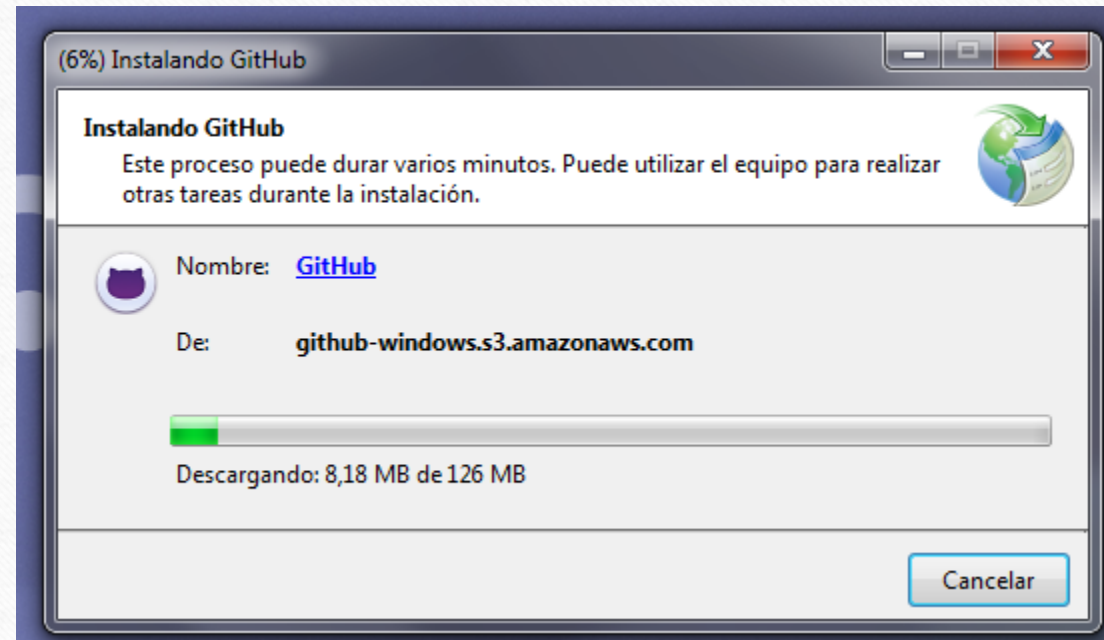 (6%) Instalando GitHub
Instalando GitHub
Este proceso puede durar varios minutos. Puede utilizar el equipo para realizar
otras tareas durante la instalación.
Nombre: GitHub
De: github-windows.s3.amazonaws.com
Descargando: 8,18 MB de 126 MB
Cancelar